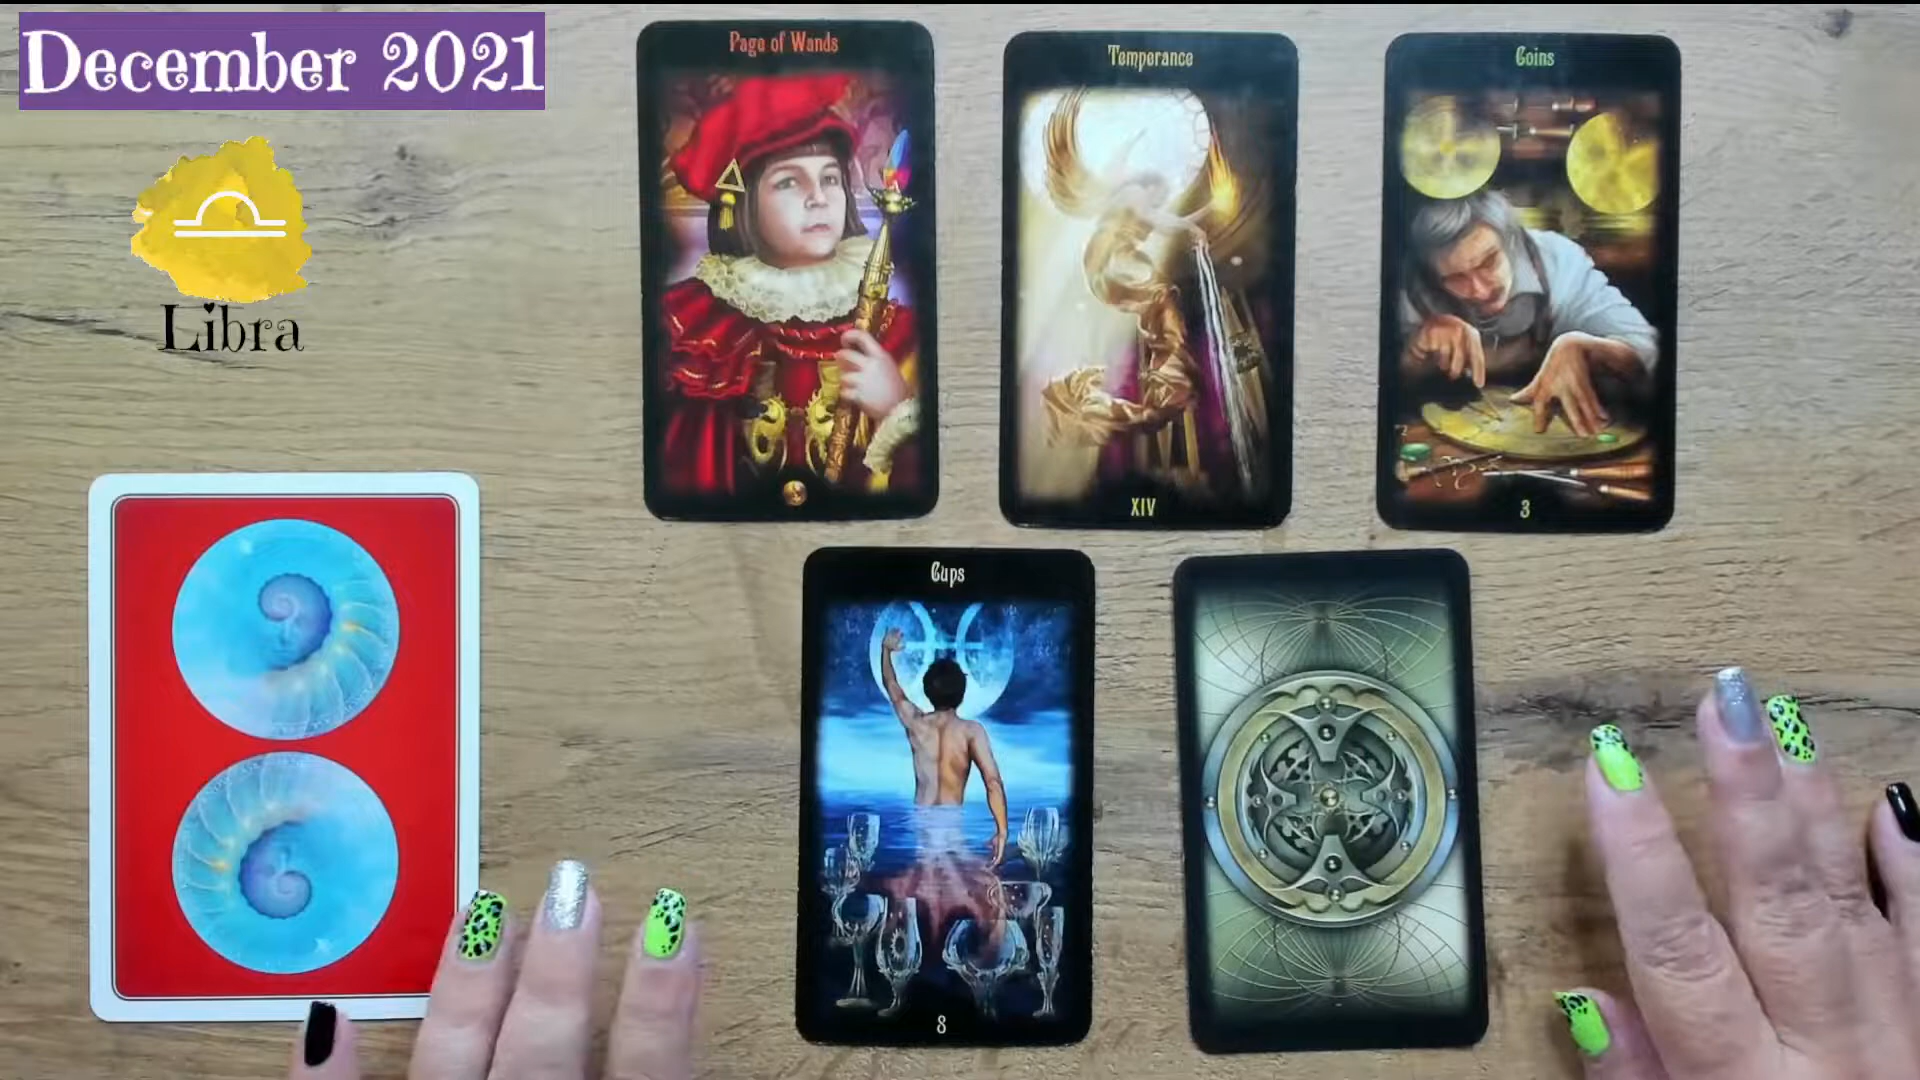 December 2021
Libra
Page of Wands
Temperance
XIV
Coins
3
Cups
8